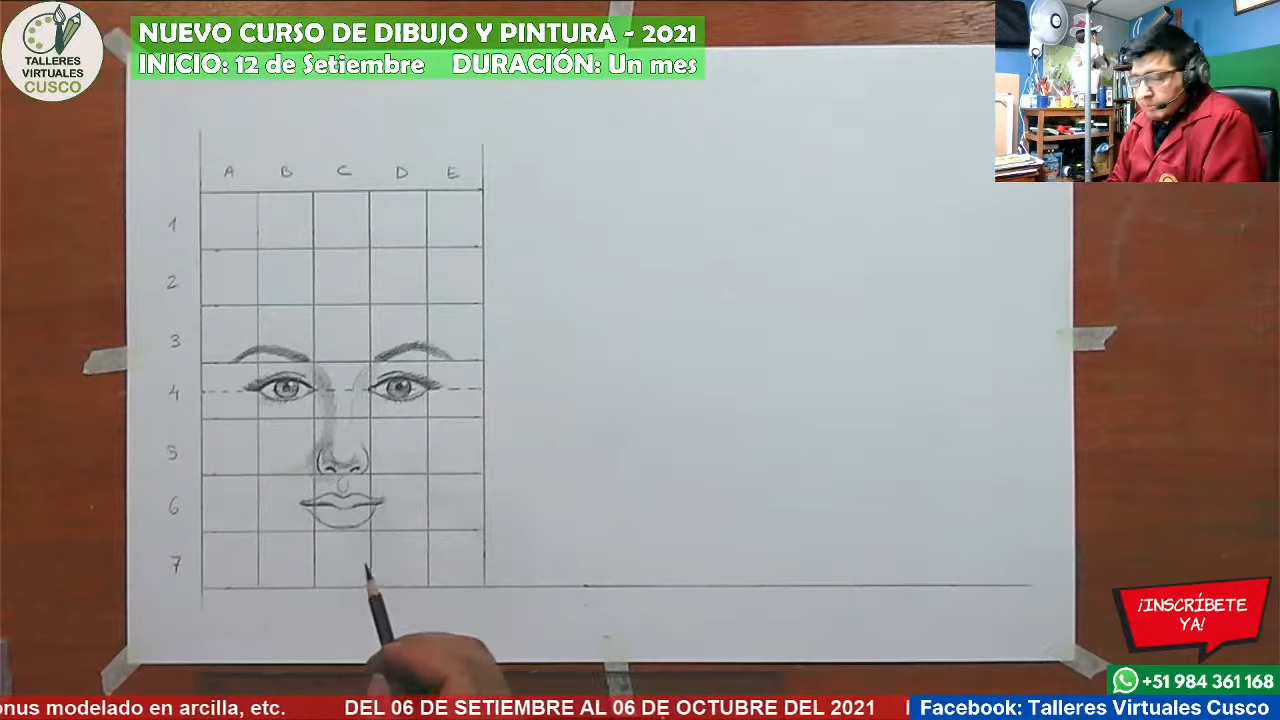 TALLERES
VIRTUALES
CUSCO
NUEVO CURSO DE DIBUJO Y PINTURA - 2021
INICIO: 12 de Setiembre DURACIÓN: Un mes
A B C D E
1
2
3
4
5
6
7
¡INSCRÍBETE
YA!
+51 984 361 168
onus modelado en arcilla, etc. DEL 06 DE SETIEMBRE AL 06 DE OCTUBRE DEL 2021
Facebook: Talleres Virtuales Cusco